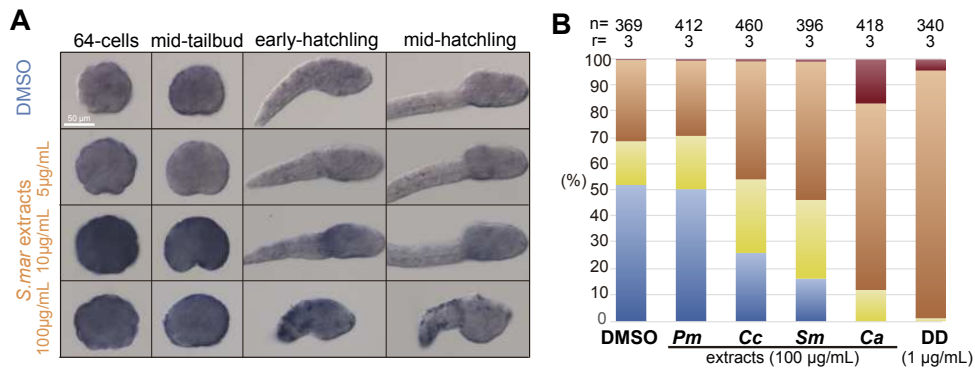 A
64-cells mid-tailbud early-hatchling mid-hatchling
DMSO
50 µm
S.mar extracts
5µg/mL
10µg/mL
100µg/mL
B
n= 369 412 460 396 418 340
r= 3 3 3 3 3 3
(%)
100
90
80
70
60
50
40
30
20
10
0
DMSO Pm Cc Sm Ca DD
extracts (100 µg/mL) (1 µg/mL)